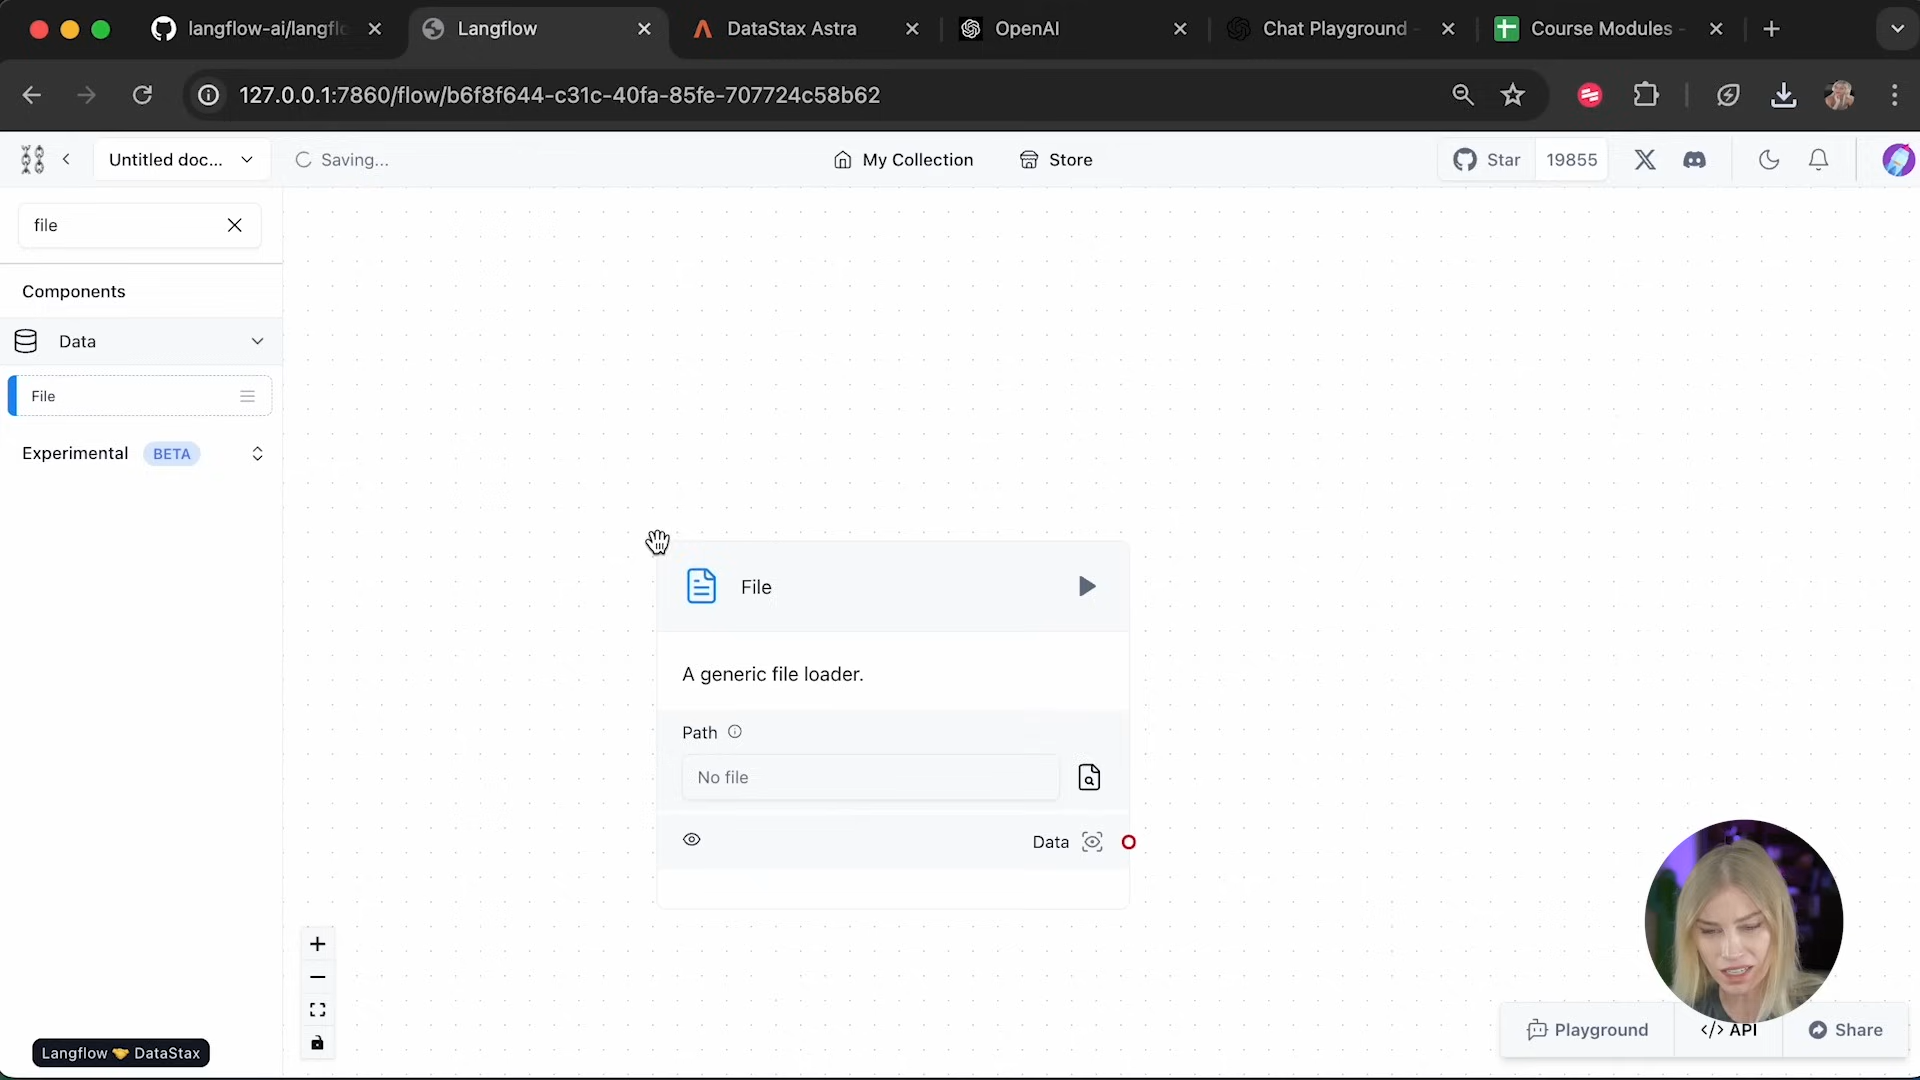 langflow-ai/langflo
Langflow
DataStax Astra
OpenAI
Chat Playground -
Course Modules -
127.0.0.1:7860/flow/b6f8f644-c31c-40fa-85fe-707724c58b62
Untitled doc...
Saving...
My Collection
Store
Star
19855
file
Components
Data
File
Experimental
BETA
File
A generic file loader.
Path
No file
Data
Playground
</> API
Share
Langflow 🤝 DataStax